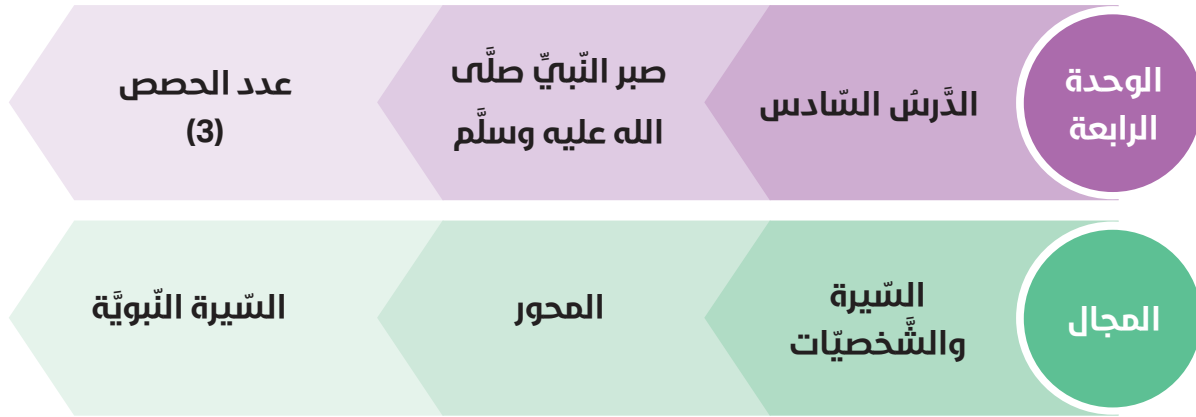 الوحدة
الرابعة
الدَّرسُ السّادس
صبر النّبيِّ صلَّى
الله عليه وسلَّم
عدد الحصص
(3)
المجال
السّيرة
والشَّخصيّات
المحور
السّيرة النّبويَّة